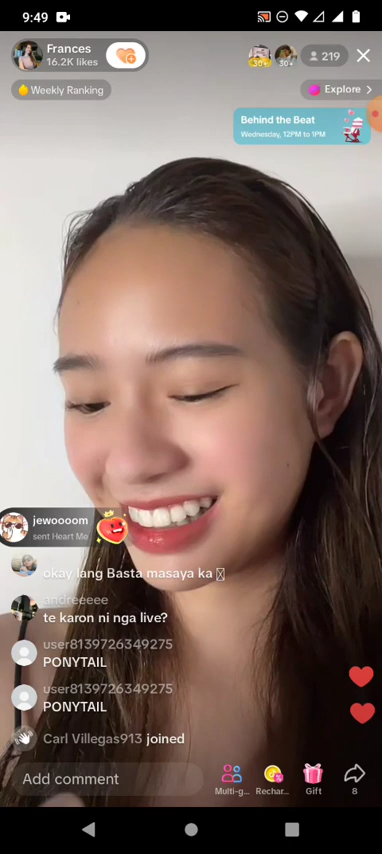 9:49
Frances
16.2K likes
30+
30+
219
Weekly Ranking
Explore
Behind the Beat
Wednesday, 12PM to 1PM
jewoooom
sent Heart Me
okay lang Basta masaya ka
andreeeee
te karon ni nga live?
user8139726349275
PONYTAIL
user8139726349275
PONYTAIL
Carl Villegas913 joined
Add comment
Multi-g...
Rechar...
Gift
8